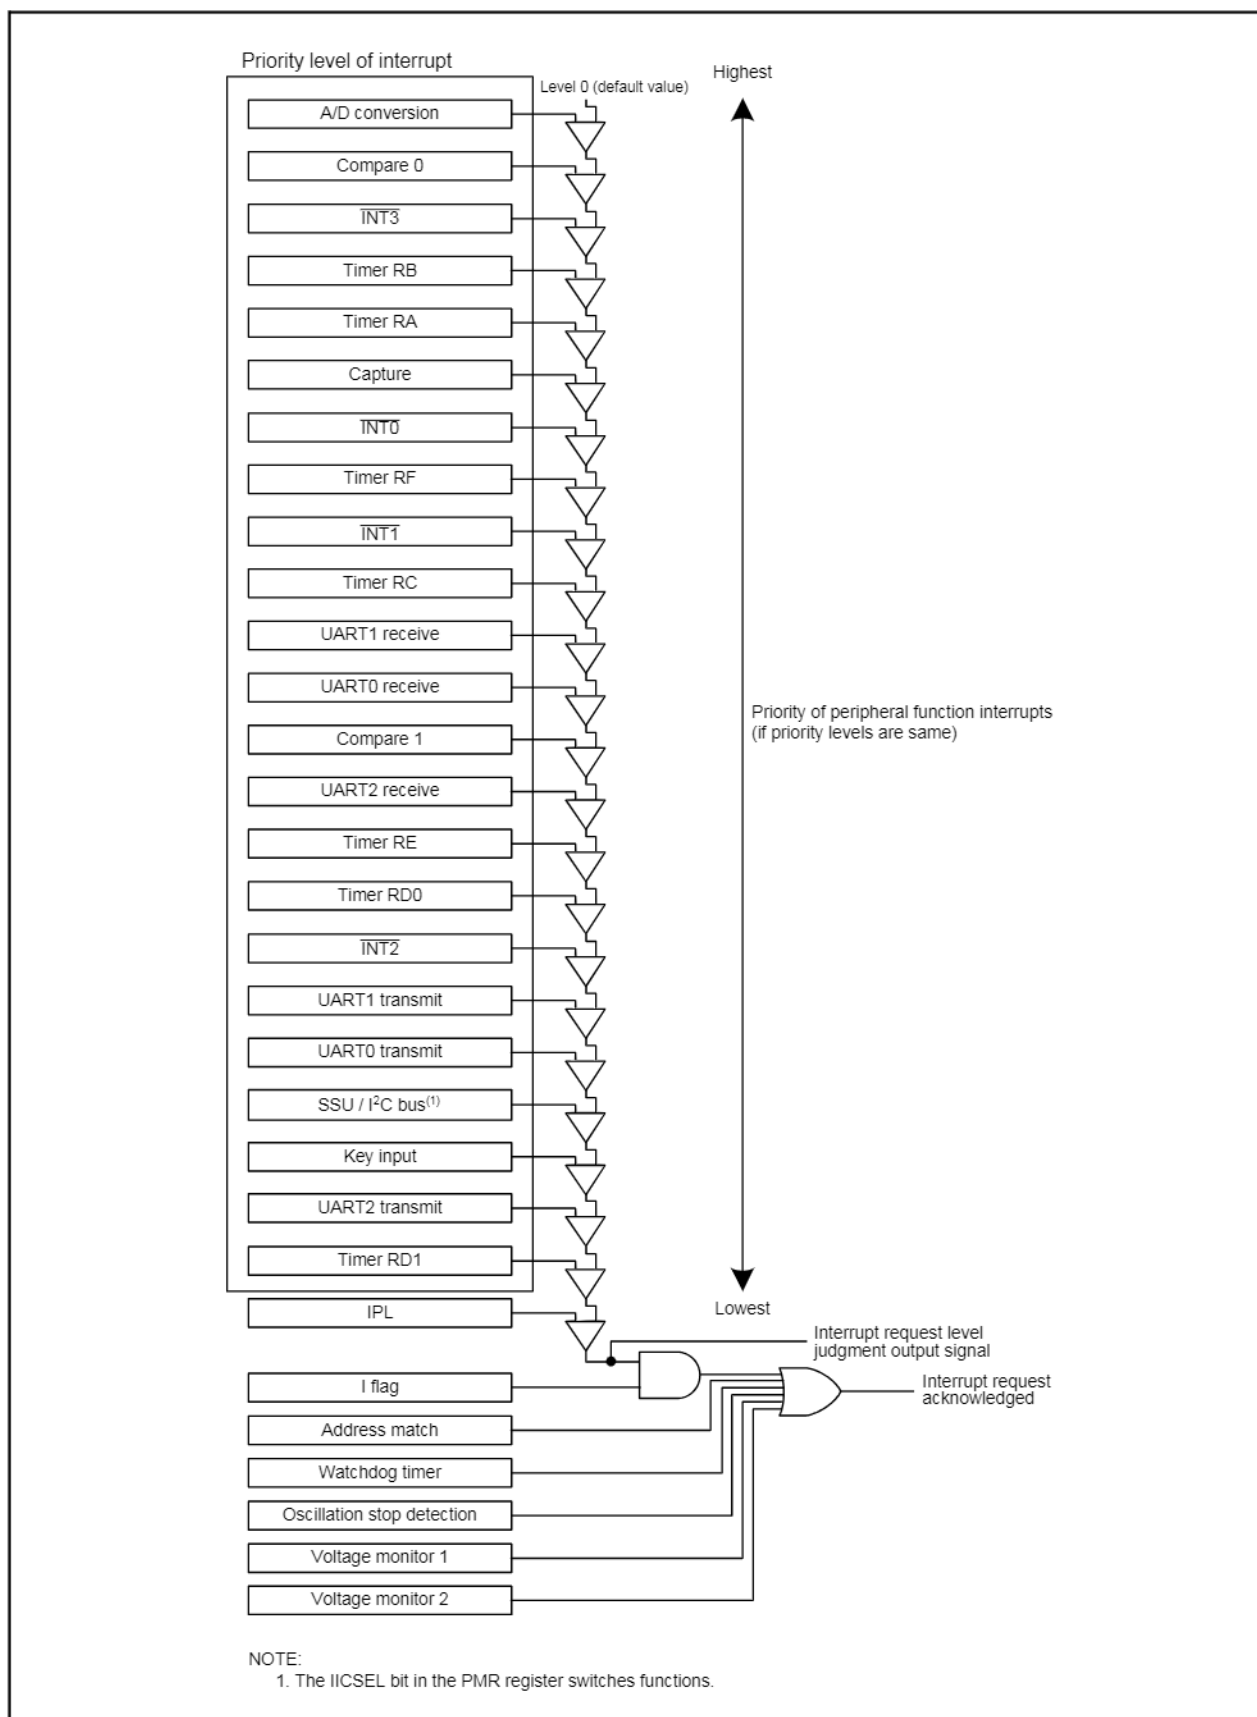 Priority level of interrupt
Level 0 (default value)
Highest
A/D conversion
Compare 0
INT3
Timer RB
Timer RA
Capture
INT0
Timer RF
INT1
Timer RC
UART1 receive
UART0 receive
Compare 1
UART2 receive
Timer RE
Timer RD0
INT2
UART1 transmit
UART0 transmit
SSU / I²C bus(1)
Key input
UART2 transmit
Timer RD1
Priority of peripheral function interrupts
(if priority levels are same)
Lowest
IPL
Interrupt request level
judgment output signal
I flag
Interrupt request
acknowledged
Address match
Watchdog timer
Oscillation stop detection
Voltage monitor 1
Voltage monitor 2
NOTE:
1. The IICSEL bit in the PMR register switches functions.